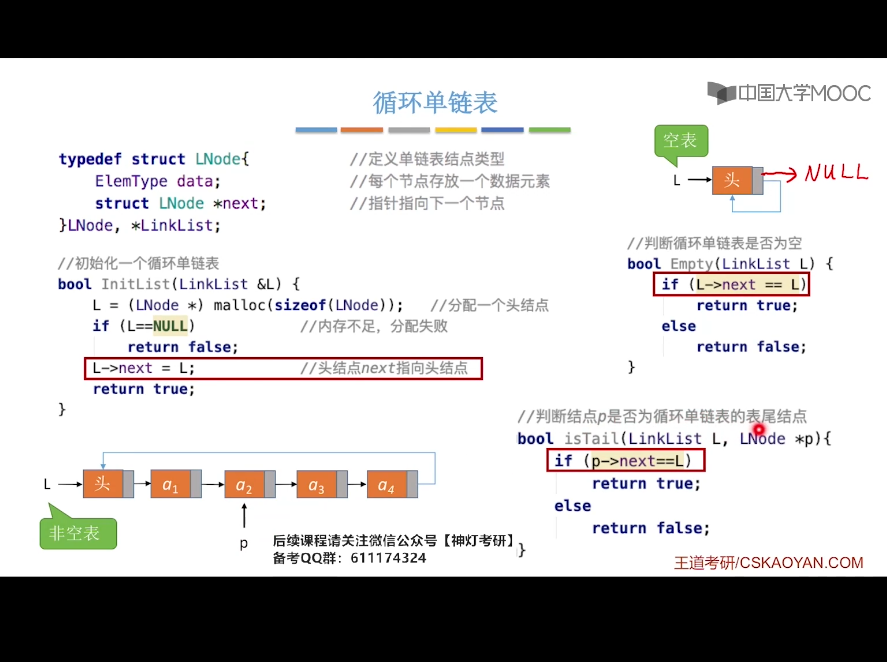 循环单链表
中国大学MOOC
typedef struct LNode{ //定义单链表结点类型
ElemType data; //每个节点存放一个数据元素
struct LNode *next; //指针指向下一个节点
}LNode, *LinkList;
//初始化一个循环单链表
bool InitList(LinkList &L) {
L = (LNode *) malloc(sizeof(LNode)); //分配一个头结点
if (L==NULL) //内存不足，分配失败
return false;
L->next = L; //头结点next指向头结点
return true;
}
空表
L 头 NULL
//判断循环单链表是否为空
bool Empty(LinkList L) {
if (L->next == L)
return true;
else
return false;
}
//判断结点p是否为循环单链表的表尾结点
bool isTail(LinkList L, LNode *p){
if (p->next==L)
return true;
else
return false;
}
L 头 a1 a2 a3 a4
非空表
p
后续课程请关注微信公众号【神灯考研】
备考QQ群：611174324
王道考研/CSKAOYAN.COM